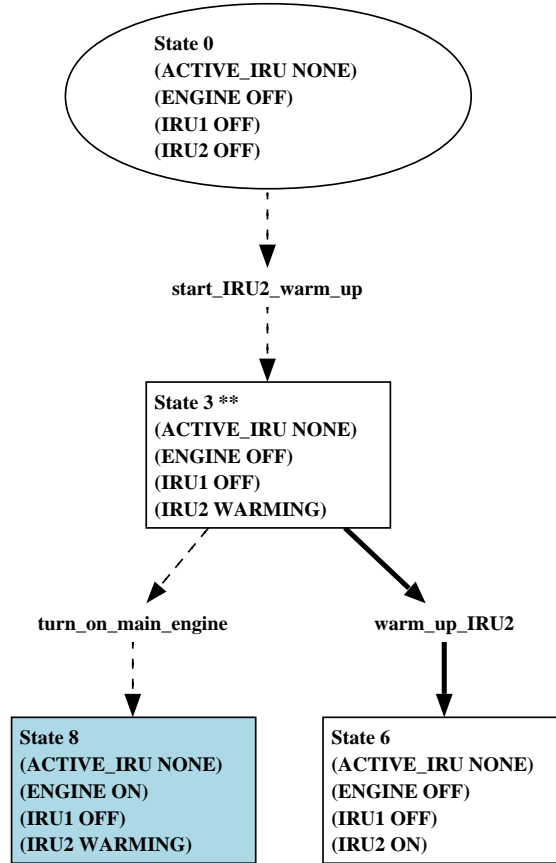 State 0
(ACTIVE_IRU NONE)
(ENGINE OFF)
(IRU1 OFF)
(IRU2 OFF)
start_IRU2_warm_up
State 3 **
(ACTIVE_IRU NONE)
(ENGINE OFF)
(IRU1 OFF)
(IRU2 WARMING)
turn_on_main_engine
warm_up_IRU2
State 8
(ACTIVE_IRU NONE)
(ENGINE ON)
(IRU1 OFF)
(IRU2 WARMING)
State 6
(ACTIVE_IRU NONE)
(ENGINE OFF)
(IRU1 OFF)
(IRU2 ON)